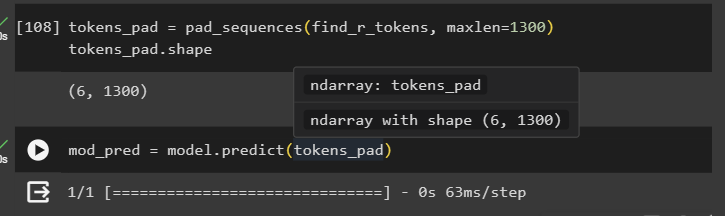 [108] tokens_pad = pad_sequences(find_r_tokens, maxlen=1300)
0s
tokens_pad.shape
(6, 1300)
ndarray: tokens_pad
ndarray with shape (6, 1300)
mod_pred = model.predict(tokens_pad)
0s
1/1 [==============================] - 0s 63ms/step